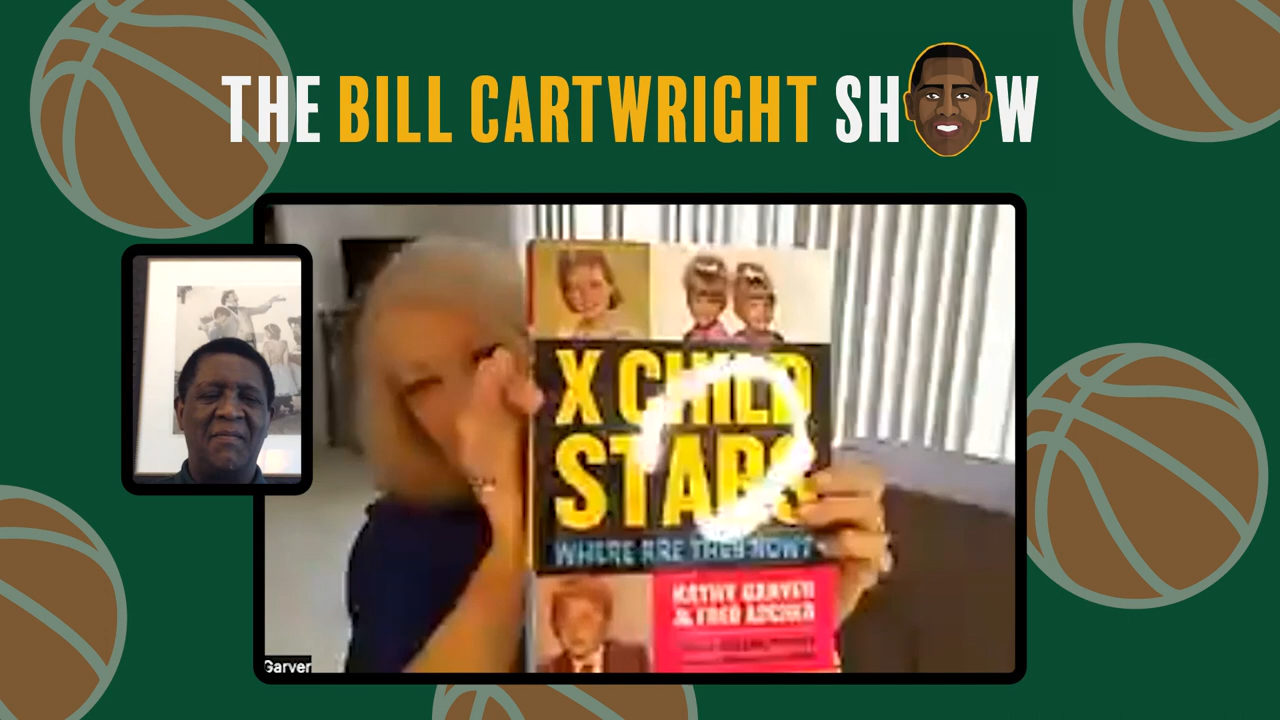 THE BILL CARTWRIGHT SHOW
X CHILD
STARS
WHERE ARE THEY NOW?
KATHY GARVER
& FRED ASCHER
Garver